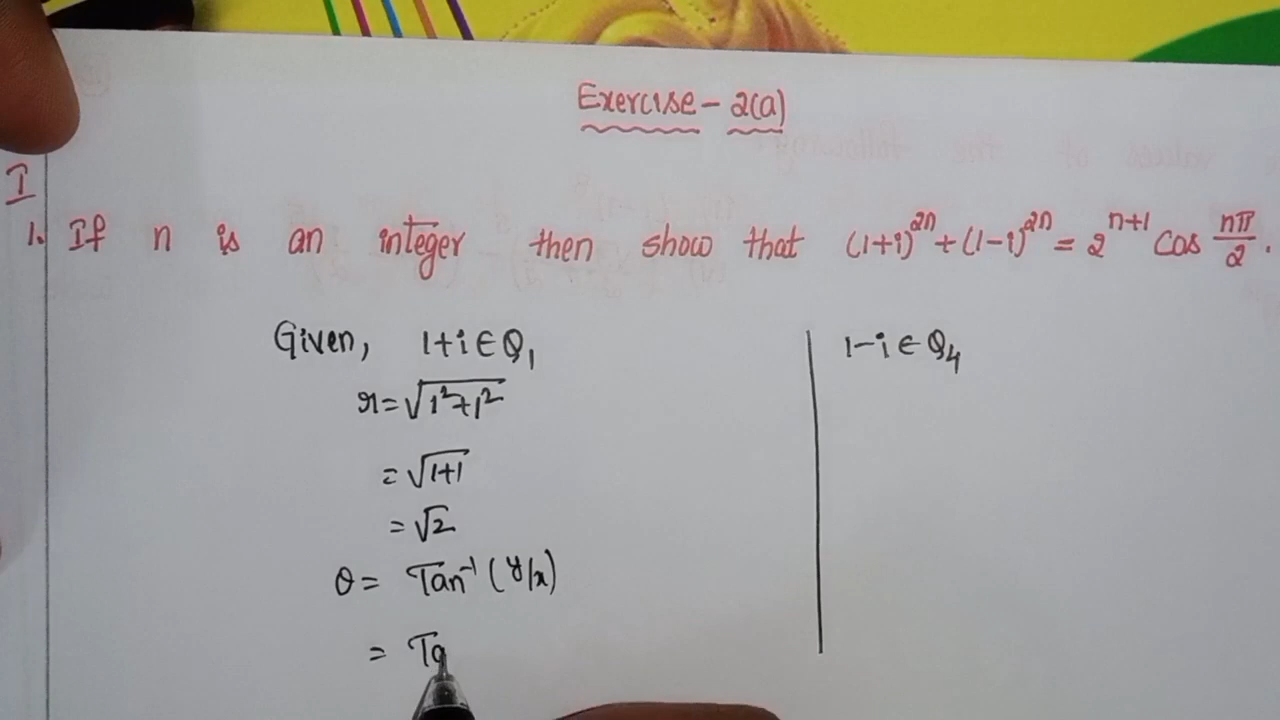 Exercise - 2(a)
I
1. If n is an integer then show that (1+i)^2n + (1-i)^2n = 2^n+1 cos nπ/2.
Given, 1+i ∈ Q1
r = √1²+1²
= √1+1
= √2
θ = Tan⁻¹ (y/x)
= Ta
1-i ∈ Q4